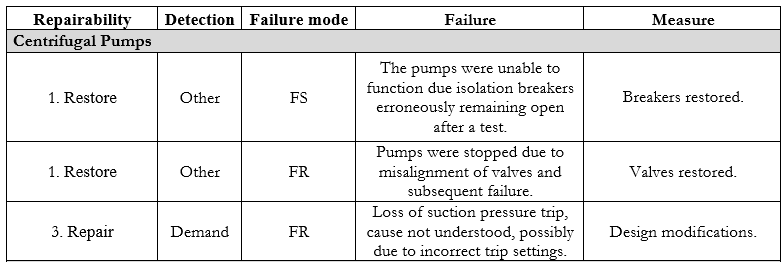 Repairability Detection Failure mode Failure Measure
Centrifugal Pumps
1. Restore Other FS The pumps were unable to function due isolation breakers erroneously remaining open after a test. Breakers restored.
1. Restore Other FR Pumps were stopped due to misalignment of valves and subsequent failure. Valves restored.
3. Repair Demand FR Loss of suction pressure trip, cause not understood, possibly due to incorrect trip settings. Design modifications.